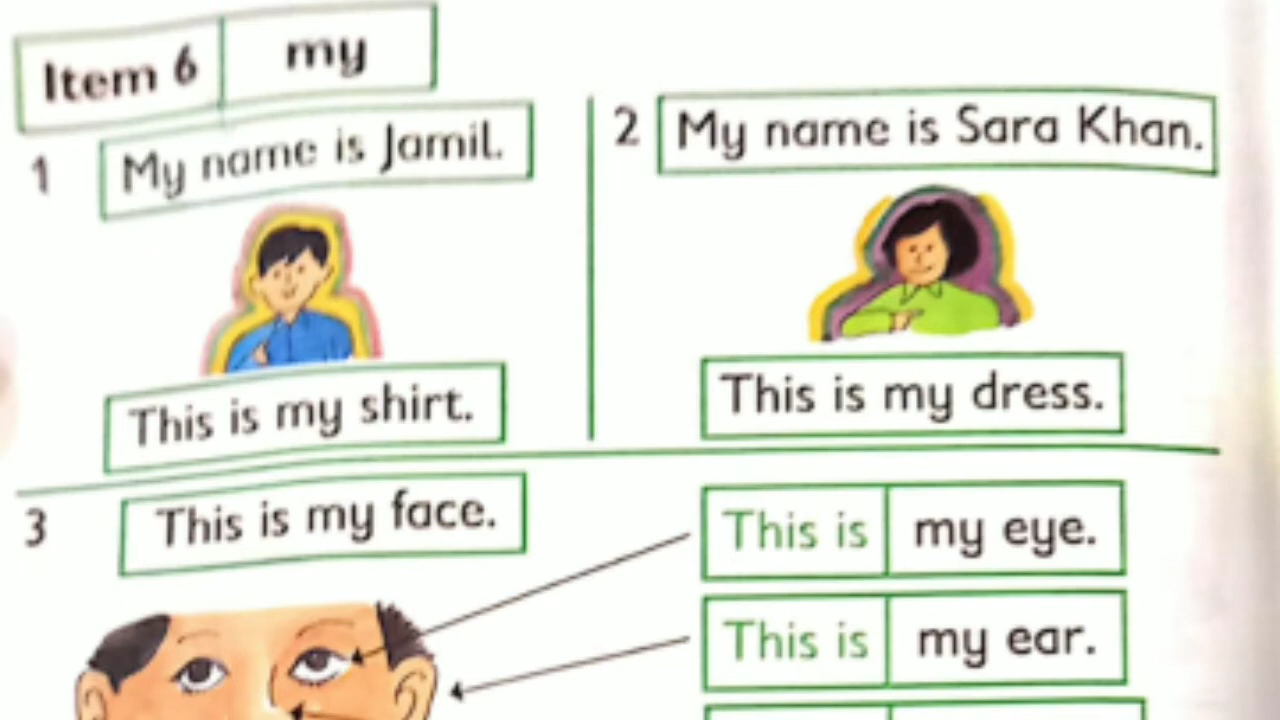 Item 6 my
1 My name is Jamil.
This is my shirt.
2 My name is Sara Khan.
This is my dress.
3 This is my face.
This is my eye.
This is my ear.